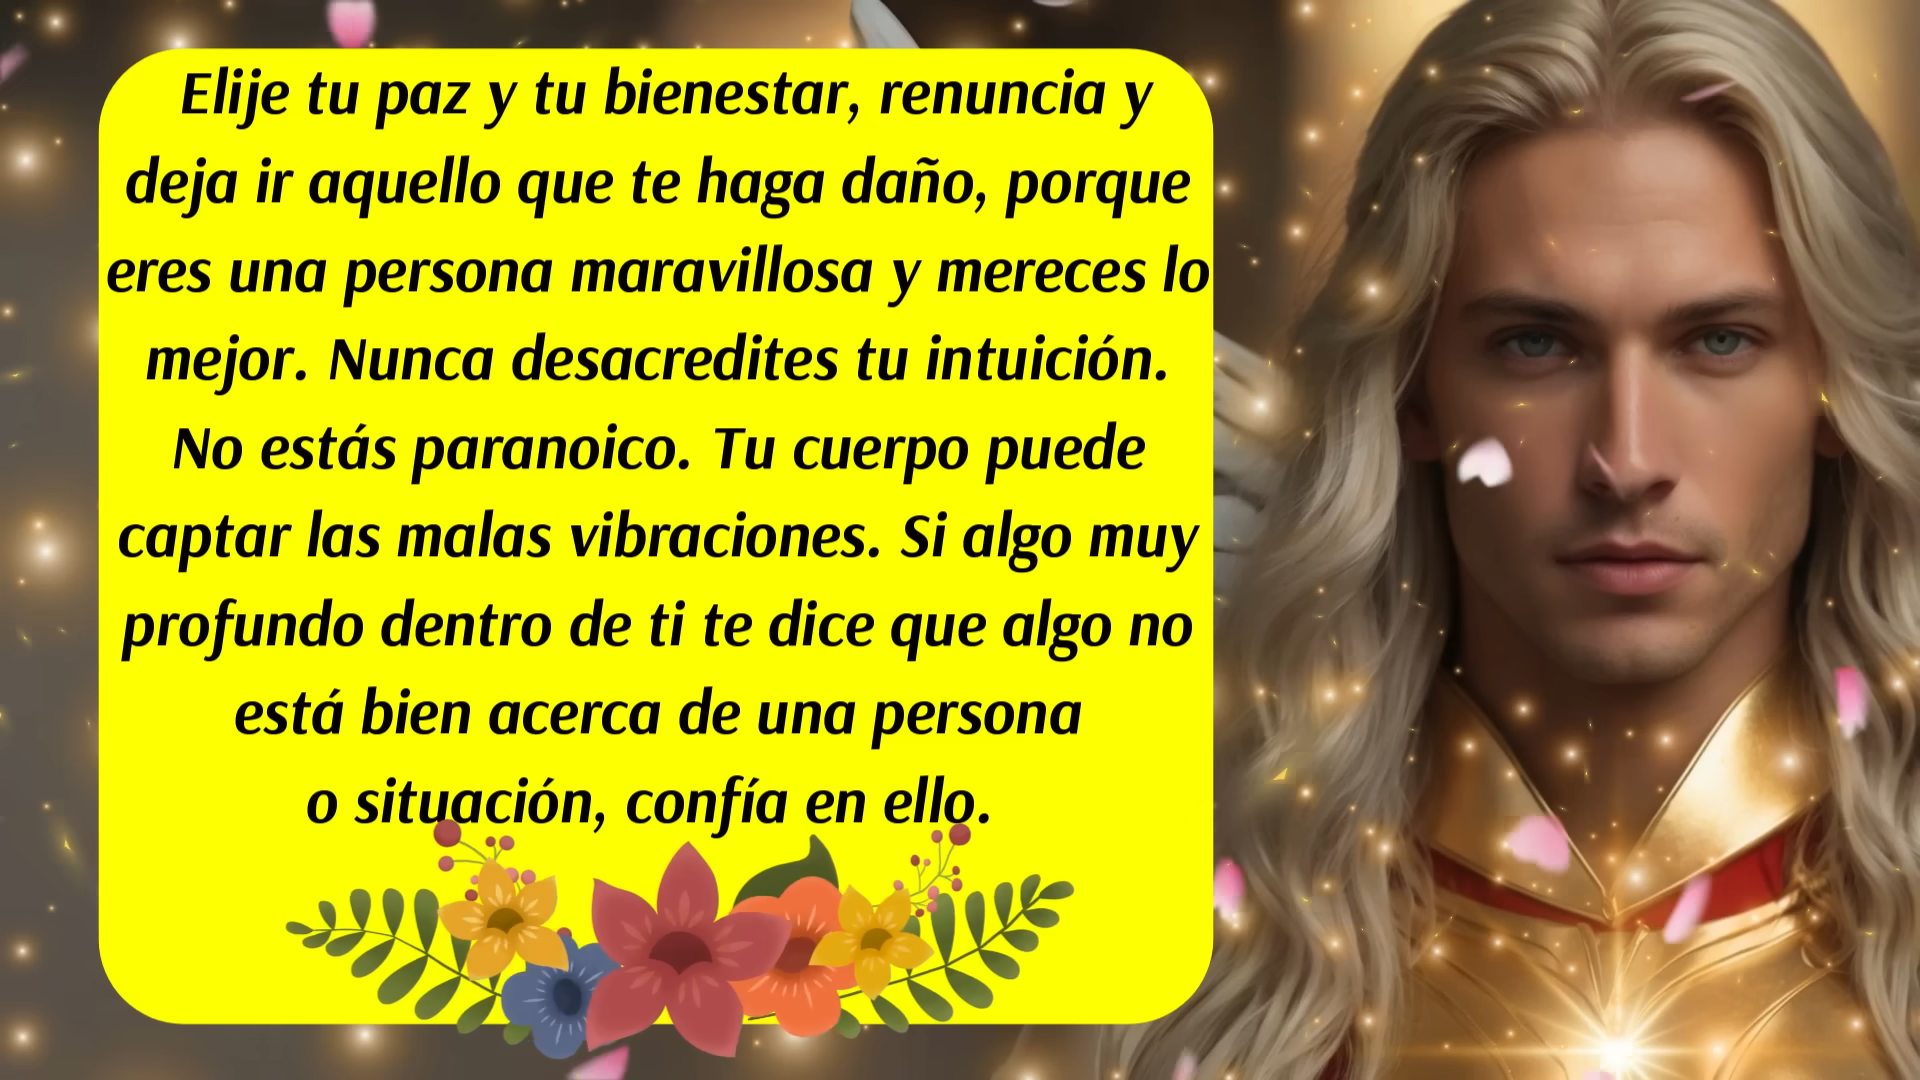 Elije tu paz y tu bienestar, renuncia y
deja ir aquello que te haga daño, porque
eres una persona maravillosa y mereces lo
mejor. Nunca desacredites tu intuición.
No estás paranoico. Tu cuerpo puede
captar las malas vibraciones. Si algo muy
profundo dentro de ti te dice que algo no
está bien acerca de una persona
o situación, confía en ello.